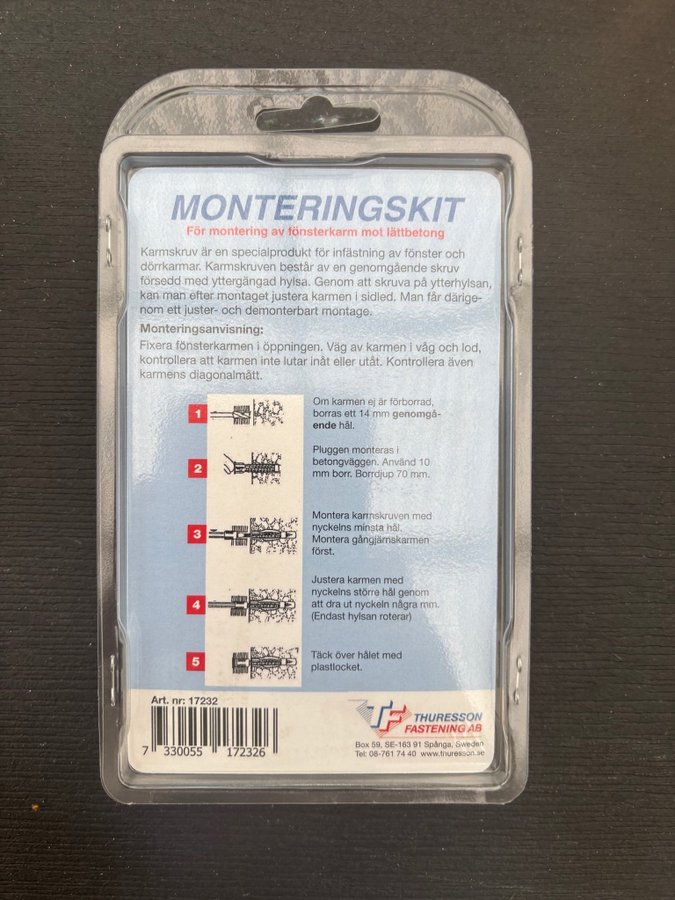 MONTERINGSKIT
För montering av fönsterkarm mot lättbetong
Karmskruv är en specialprodukt för infästning av fönster och
dörrkarmar. Karmskruven består av en genomgående skruv
försedd med yttergängad hylsa. Genom att skruva på ytterhylsan,
kan man efter montaget justera karmen i sidled. Man får därige-
nom ett juster- och demonterbart montage.
Monteringsanvisning:
Fixera fönsterkarmen i öppningen. Väg av karmen i våg och lod,
kontrollera att karmen inte lutar inåt eller utåt. Kontrollera även
karmens diagonalmått.
1
Om karmen ej är förborrad,
borras ett 14 mm genomgå-
ende hål.
2
Pluggen monteras i
betongväggen. Använd 10
mm borr. Borrdjup 70 mm.
3
Montera karmskruven med
nyckelns minsta hål.
Montera gångjärnskarmen
först.
4
Justera karmen med
nyckelns större hål genom
att dra ut nyckeln några mm.
(Endast hylsan roterar)
5
Täck över hålet med
plastlocket.
Art. nr: 17232
7 330055 172326
TF THURESSON
FASTENING AB
Box 59, SE-163 91 Spånga, Sweden
Tel: 08-761 74 40 www.thuresson.se